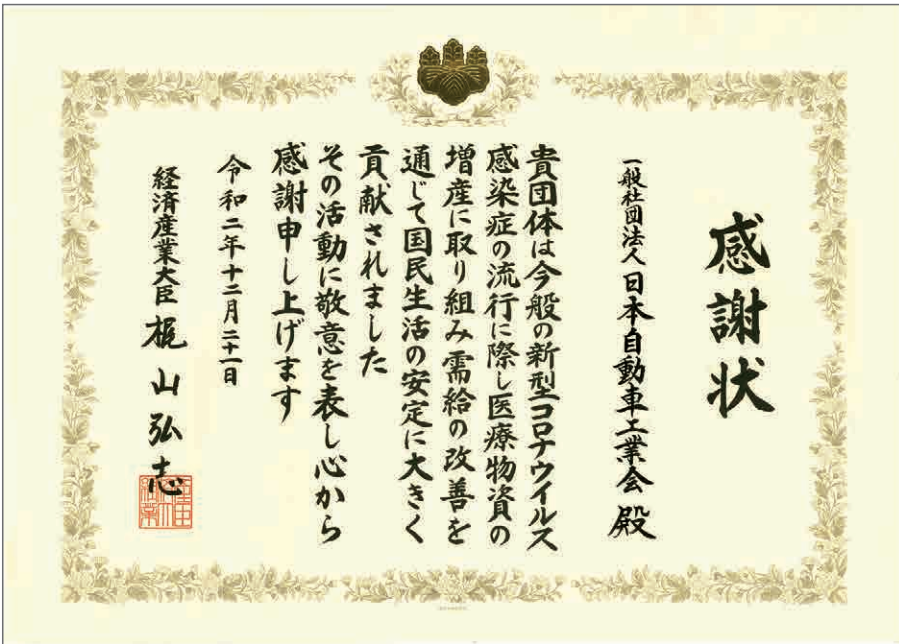 感謝状
一般社団法人日本自動車工業会 殿
貴団体は今般の新型コロナウイルス
感染症の流行に際し医療物資の
増産に取り組み需給の改善を
通じて国民生活の安定に大きく
貢献されました
その活動に敬意を表し心から
感謝申し上げます
令和二年十二月二十一日
経済産業大臣 梶山弘志